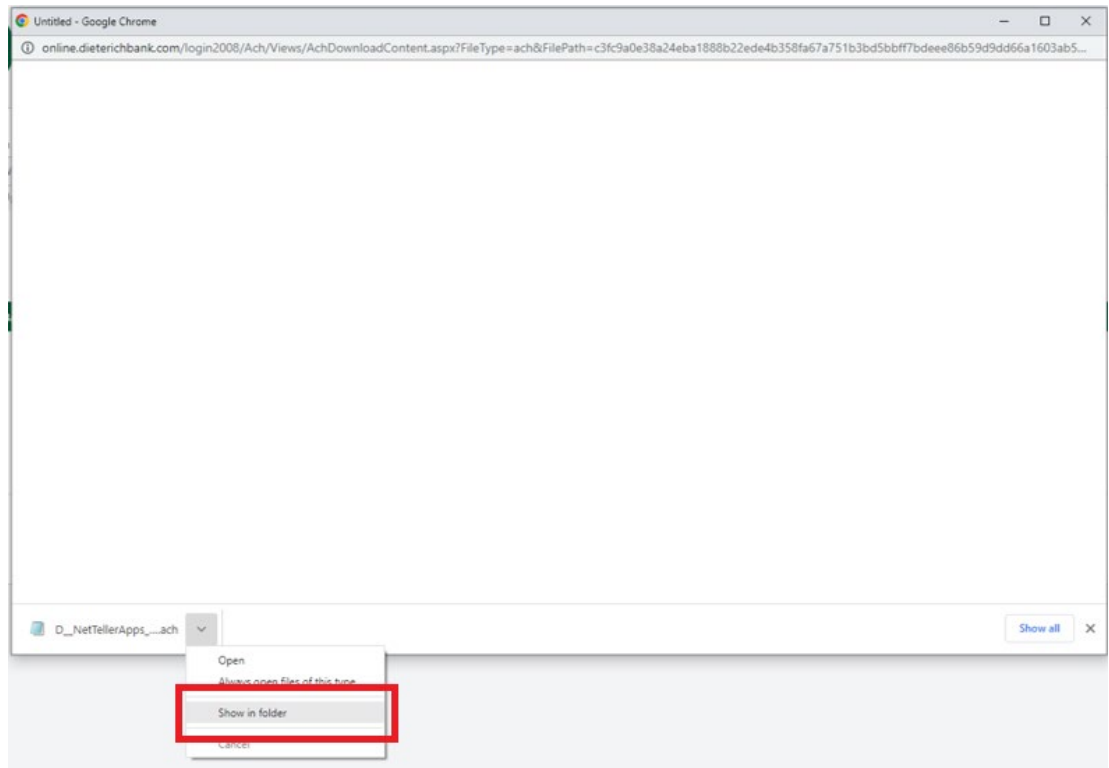 Untitled - Google Chrome
online.dieterichbank.com/login2008/Ach/Views/AchDownloadContent.aspx?FileType=ach&FilePath=c3fc9a0e38a24eba1888b22ede4b358fa67a751b3bd5bbff7bdeee86b59d9dd66a1603ab5...
D__NetTellerApps_....ach
Show all
Open
Always open files of this type
Show in folder
Cancel